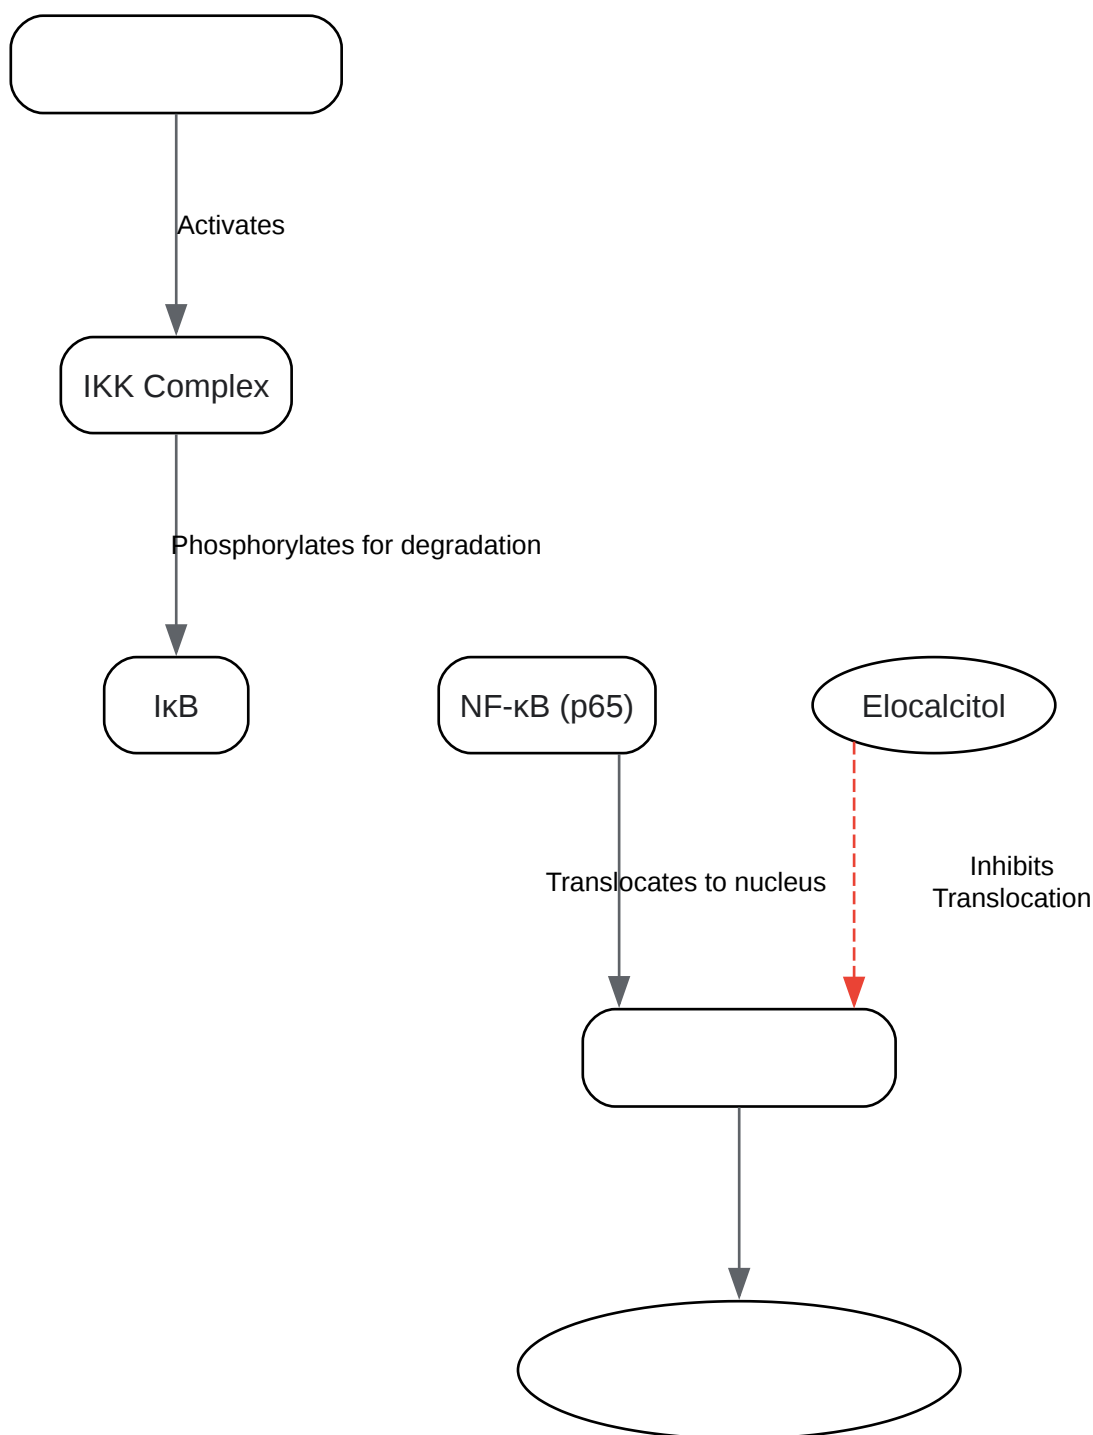 Activates
IKK Complex
Phosphorylates for degradation
IκB
NF-κB (p65)
Elocalcitol
Translocates to nucleus
Inhibits
Translocation